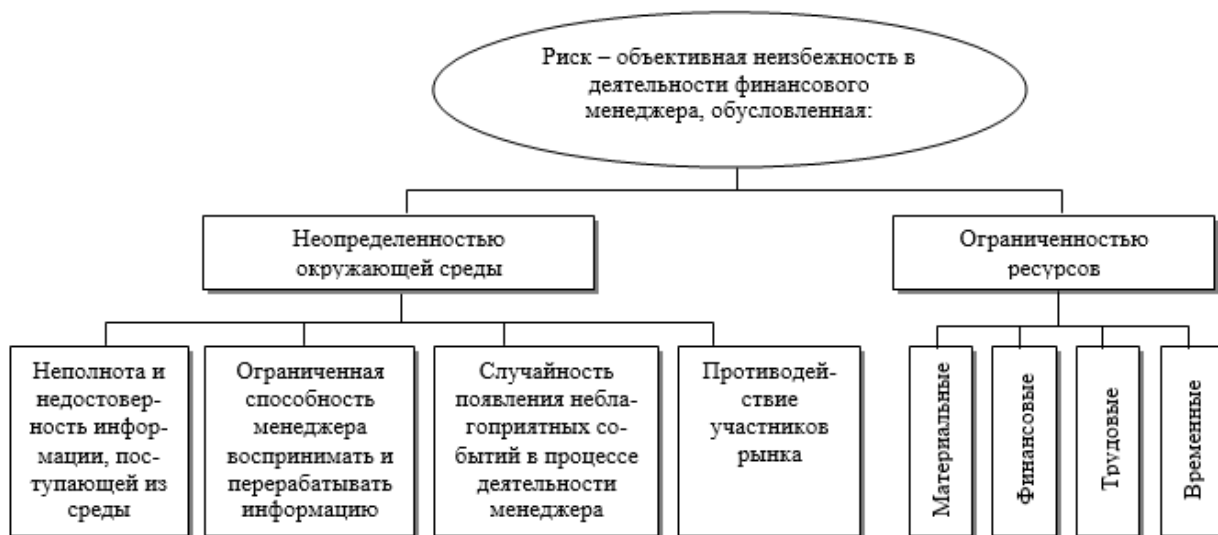 Риск – объективная неизбежность в
деятельности финансового
менеджера, обусловленная:
Неопределенностью
окружающей среды
Ограниченностью
ресурсов
Неполнота и
недостовер-
ность инфор-
мации, пос-
тупающей из
среды
Ограниченная
способность
менеджера
воспринимать и
перерабатывать
информацию
Случайность
появления небла-
гоприятных со-
бытий в процессе
деятельности
менеджера
Противодей-
ствие
участников
рынка
Материальные
Финансовые
Трудовые
Временные